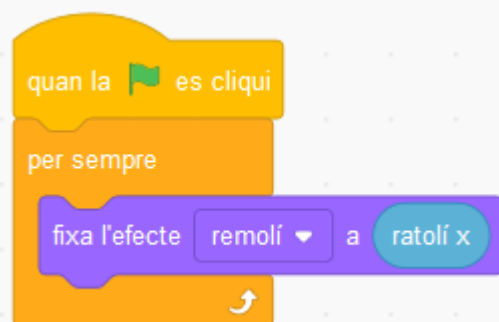 quan la es cliqui
per sempre
fixa l'efecte remolí a ratolí x